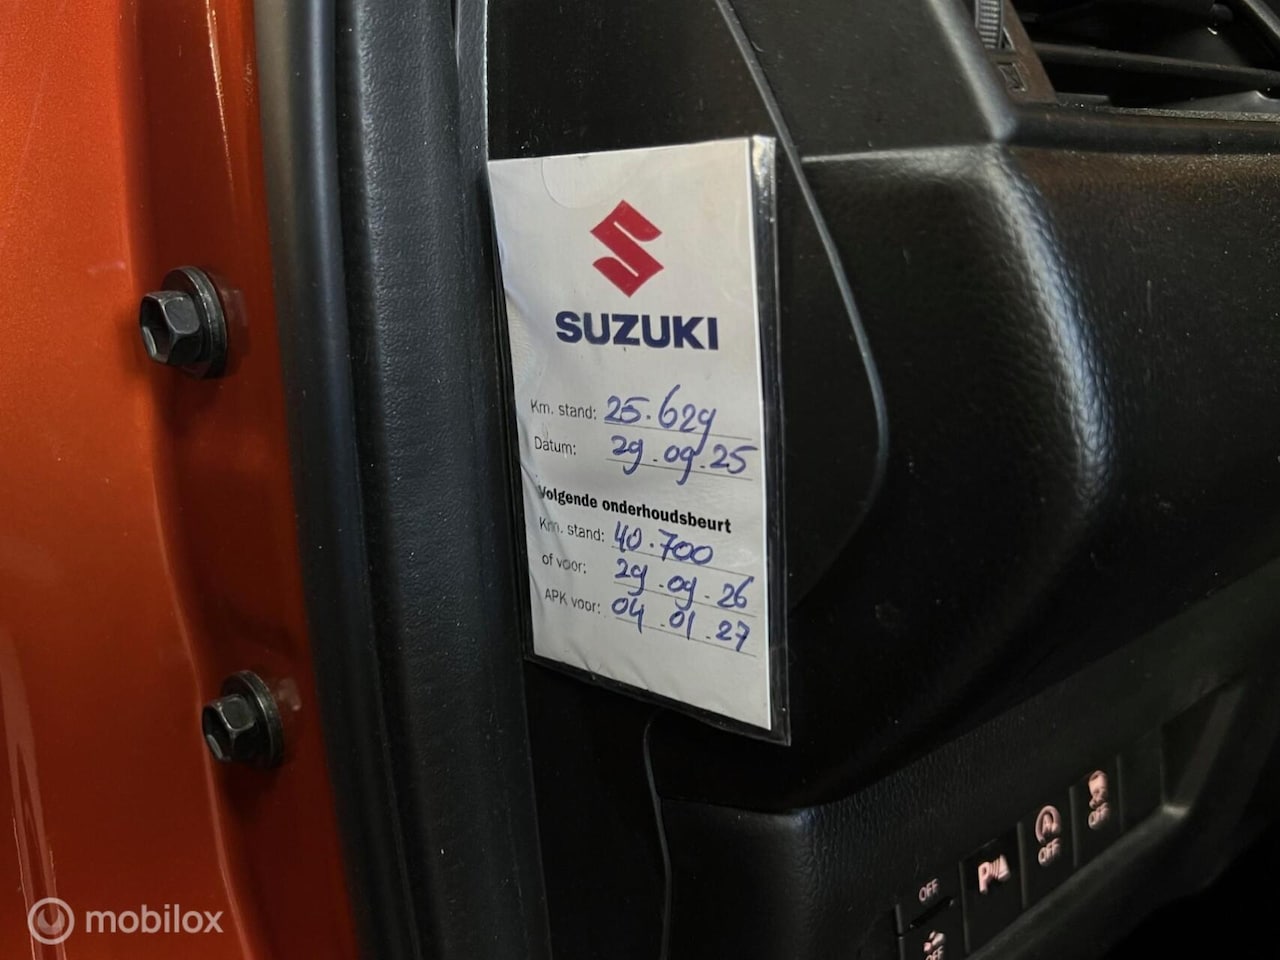 SUZUKI
Km. stand: 25.629
Datum: 29.09.25
Volgende onderhoudsbeurt
Km. stand: 40.700
of voor: 29.09.26
APK voor: 04.01.27
OFF
OFF
OFF
P
OFF
mobilox